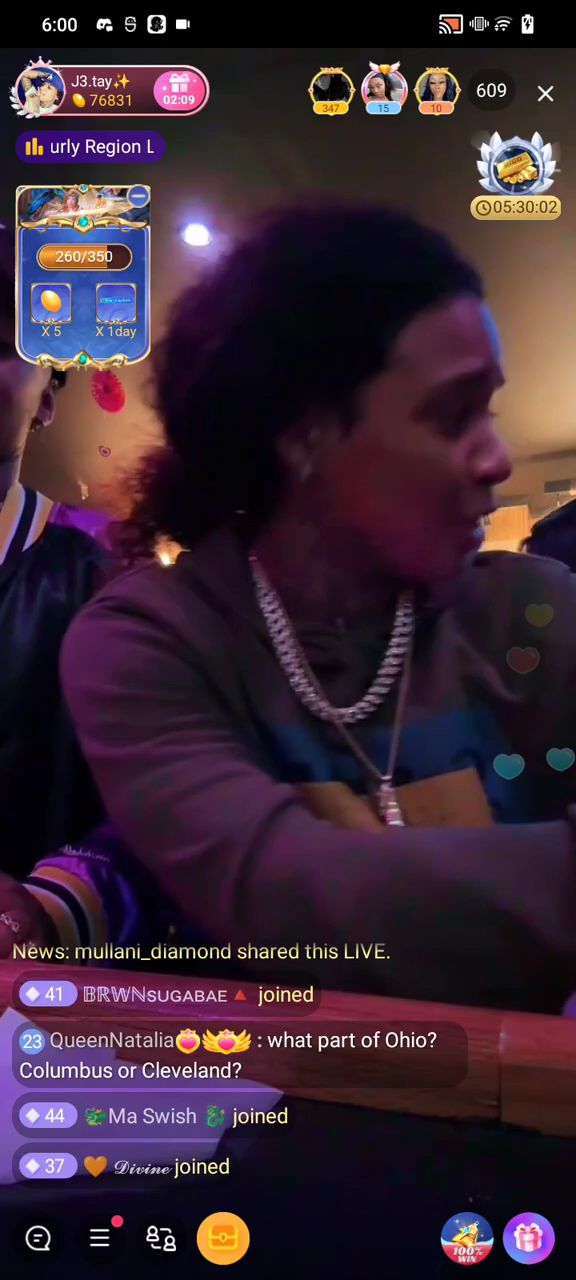 6:00
J3.tay✨
76831
02:09
347
15
10
609
urly Region L
05:30:02
260/350
X 5
X 1day
News: mullani_diamond shared this LIVE.
41 𝔹ℝ𝕎ℕSUGABAE🔺 joined
23 QueenNatalia : what part of Ohio?
Columbus or Cleveland?
44 🐲Ma Swish 🐉 joined
37 🧡 𝒟𝒾𝓋𝒾𝓃𝑒 joined
100%
WIN